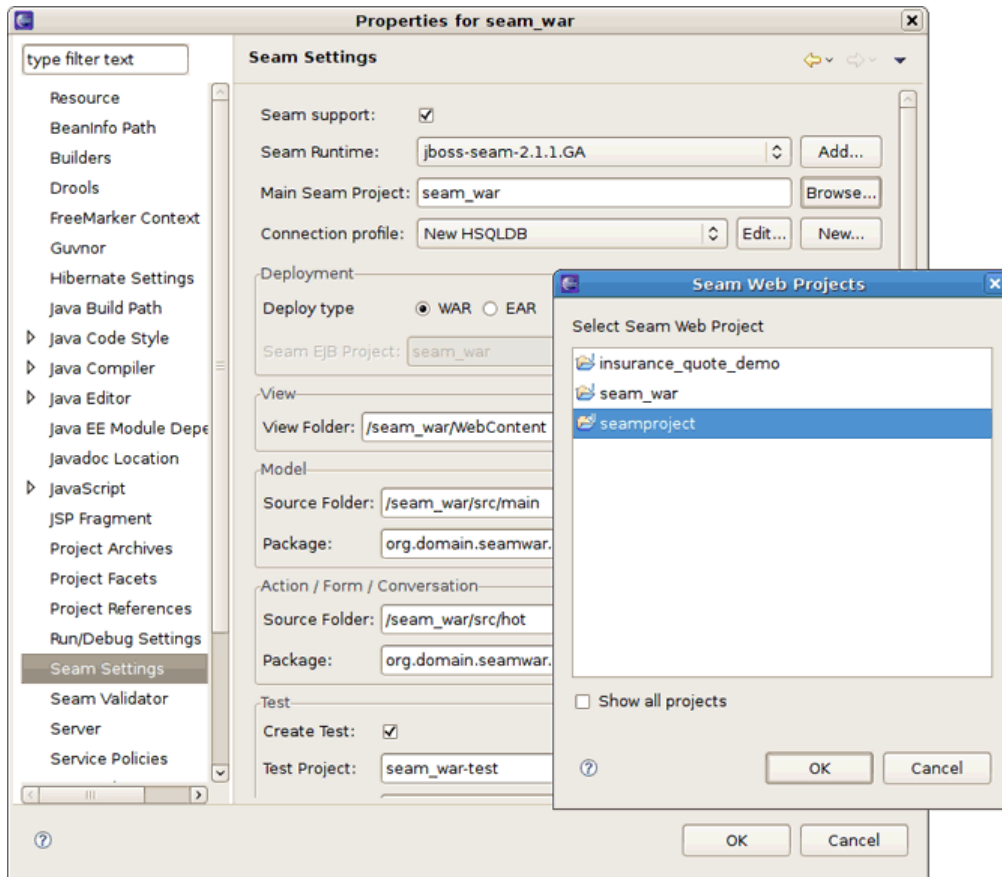 Properties for seam_war
type filter text
Resource
BeanInfo Path
Builders
Drools
FreeMarker Context
Guvnor
Hibernate Settings
Java Build Path
Java Code Style
Java Compiler
Java Editor
Java EE Module Depe
Javadoc Location
JavaScript
JSP Fragment
Project Archives
Project Facets
Project References
Run/Debug Settings
Seam Settings
Seam Validator
Server
Service Policies
Seam Settings
Seam support:
Seam Runtime: jboss-seam-2.1.1.GA Add...
Main Seam Project: seam_war Browse...
Connection profile: New HSQLDB Edit... New...
Deployment
Deploy type WAR EAR
Seam EJB Project: seam_war
View
View Folder: /seam_war/WebContent
Model
Source Folder: /seam_war/src/main
Package: org.domain.seamwar.
Action / Form / Conversation
Source Folder: /seam_war/src/hot
Package: org.domain.seamwar.
Test
Create Test:
Test Project: seam_war-test
OK Cancel
Seam Web Projects
Select Seam Web Project
insurance_quote_demo
seam_war
seamproject
Show all projects
OK Cancel